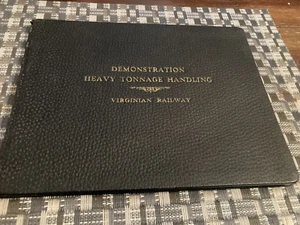 DEMONSTRATION
HEAVY TONNAGE HANDLING
VIRGINIAN RAILWAY